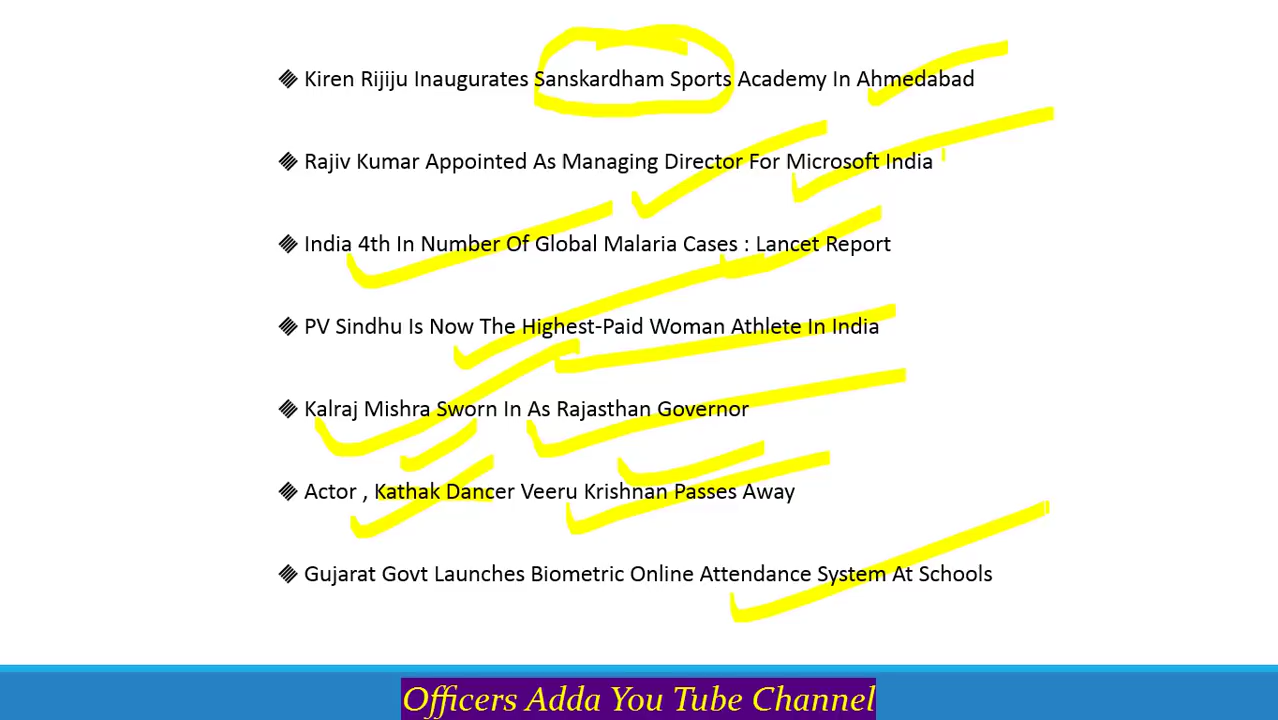 Kiren Rijiju Inaugurates Sanskardham Sports Academy In Ahmedabad
Rajiv Kumar Appointed As Managing Director For Microsoft India
India 4th In Number Of Global Malaria Cases : Lancet Report
PV Sindhu Is Now The Highest-Paid Woman Athlete In India
Kalraj Mishra Sworn In As Rajasthan Governor
Actor , Kathak Dancer Veeru Krishnan Passes Away
Gujarat Govt Launches Biometric Online Attendance System At Schools
Officers Adda You Tube Channel